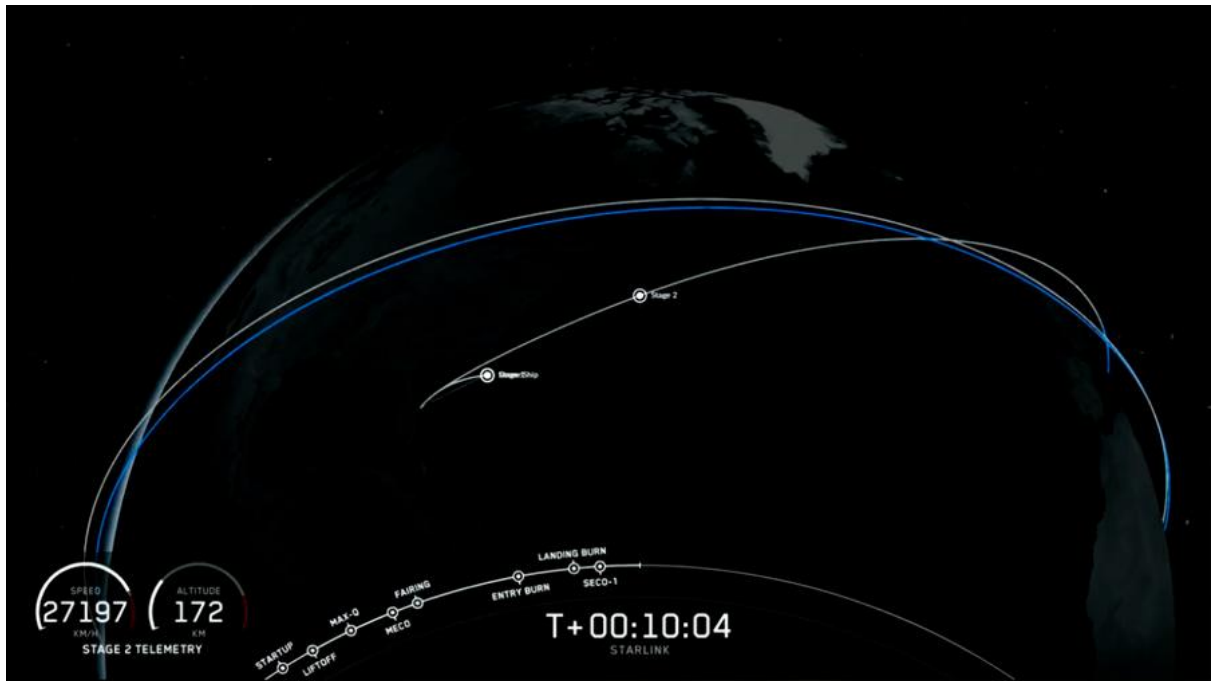 Stage 2
Ship
LANDING BURN
SECO-1
ENTRY BURN
FAIRING
MECO
MAX-Q
LIFTOFF
STARTUP
SPEED
27197
KM/H
ALTITUDE
172
KM
STAGE 2 TELEMETRY
T+00:10:04
STARLINK